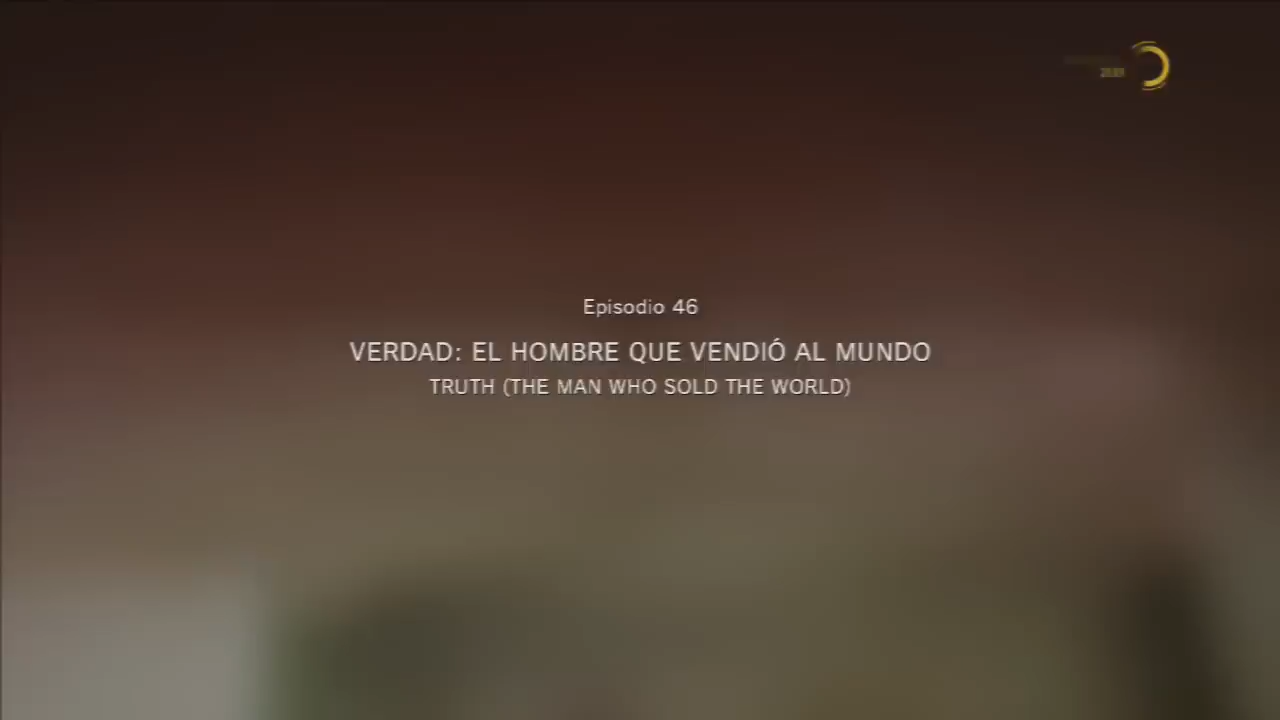 Episodio 46
VERDAD: EL HOMBRE QUE VENDIÓ AL MUNDO
TRUTH (THE MAN WHO SOLD THE WORLD)